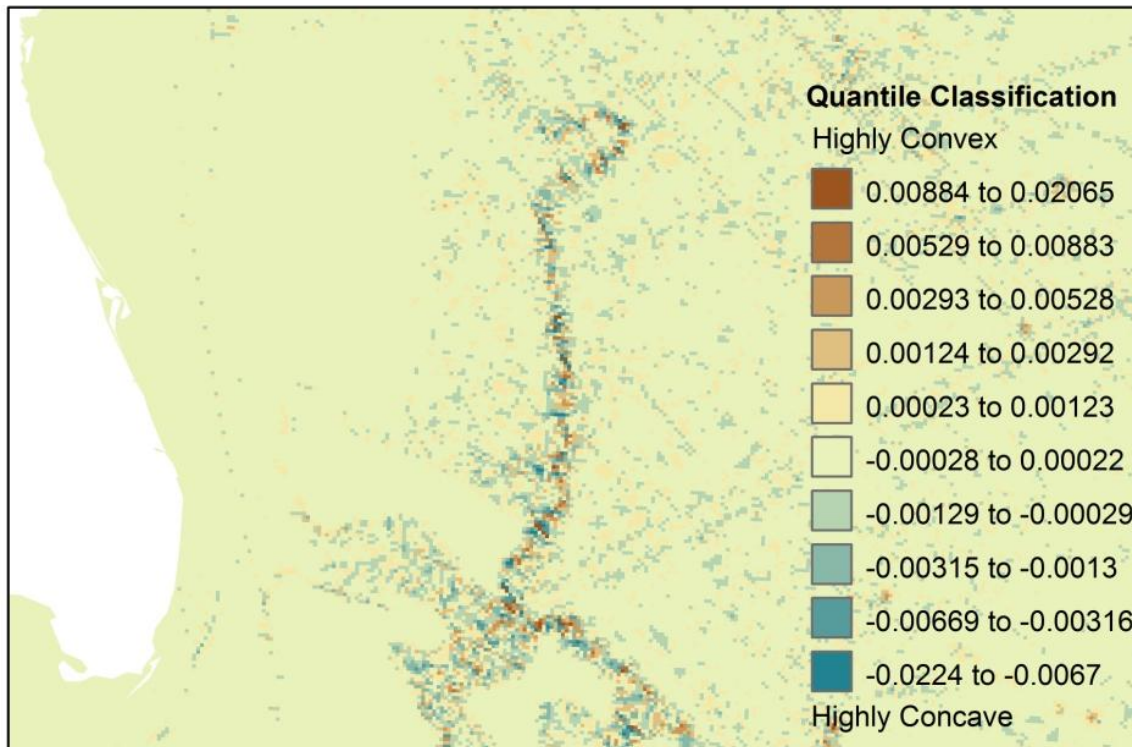 Quantile Classification
Highly Convex
0.00884 to 0.02065
0.00529 to 0.00883
0.00293 to 0.00528
0.00124 to 0.00292
0.00023 to 0.00123
-0.00028 to 0.00022
-0.00129 to -0.00029
-0.00315 to -0.0013
-0.00669 to -0.00316
-0.0224 to -0.0067
Highly Concave